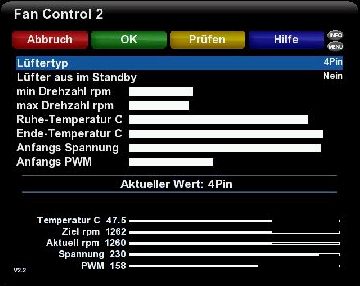 Fan Control 2
Abbruch OK Prüfen Hilfe INFO MENU
Lüftertyp 4Pin
Lüfter aus im Standby Nein
min Drehzahl rpm
max Drehzahl rpm
Ruhe-Temperatur C
Ende-Temperatur C
Anfangs Spannung
Anfangs PWM
Aktueller Wert: 4Pin
Temperatur C 47.5
Ziel rpm 1262
Aktuell rpm 1260
Spannung 230
PWM 158
V2.2